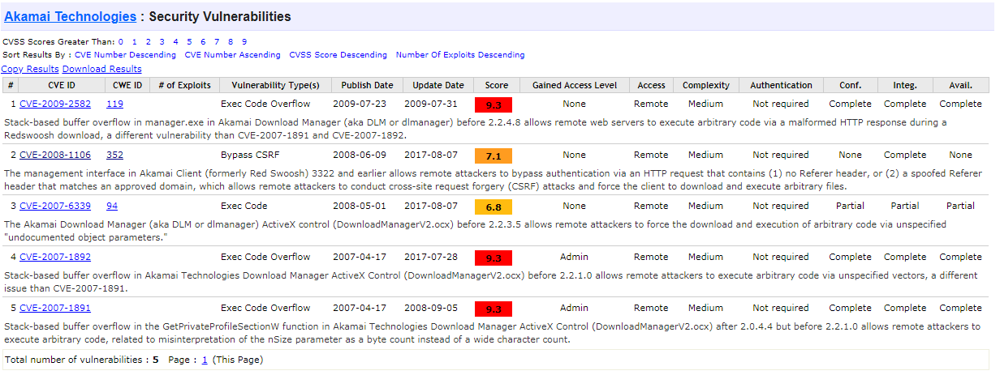 Akamai Technologies : Security Vulnerabilities
CVSS Scores Greater Than: 0 1 2 3 4 5 6 7 8 9
Sort Results By : CVE Number Descending CVE Number Ascending CVSS Score Descending Number Of Exploits Descending
Copy Results Download Results
# CVE ID CWE ID # of Exploits Vulnerability Type(s) Publish Date Update Date Score Gained Access Level Access Complexity Authentication Conf. Integ. Avail.
1 CVE-2009-2582 119 Exec Code Overflow 2009-07-23 2009-07-31 9.3 None Remote Medium Not required Complete Complete Complete
Stack-based buffer overflow in manager.exe in Akamai Download Manager (aka DLM or dlmanager) before 2.2.4.8 allows remote web servers to execute arbitrary code via a malformed HTTP response during a
Redswoosh download, a different vulnerability than CVE-2007-1891 and CVE-2007-1892.
2 CVE-2008-1106 352 Bypass CSRF 2008-06-09 2017-08-07 7.1 None Remote Medium Not required None Complete None
The management interface in Akamai Client (formerly Red Swoosh) 3322 and earlier allows remote attackers to bypass authentication via an HTTP request that contains (1) no Referer header, or (2) a spoofed Referer
header that matches an approved domain, which allows remote attackers to conduct cross-site request forgery (CSRF) attacks and force the client to download and execute arbitrary files.
3 CVE-2007-6339 94 Exec Code 2008-05-01 2017-08-07 6.8 None Remote Medium Not required Partial Partial Partial
The Akamai Download Manager (aka DLM or dlmanager) ActiveX control (DownloadManagerV2.ocx) before 2.2.3.5 allows remote attackers to force the download and execution of arbitrary code via unspecified
"undocumented object parameters."
4 CVE-2007-1892 Exec Code Overflow 2007-04-17 2017-07-28 9.3 Admin Remote Medium Not required Complete Complete Complete
Stack-based buffer overflow in Akamai Technologies Download Manager ActiveX Control (DownloadManagerV2.ocx) before 2.2.1.0 allows remote attackers to execute arbitrary code via unspecified vectors, a different
issue than CVE-2007-1891.
5 CVE-2007-1891 Exec Code Overflow 2007-04-17 2008-09-05 9.3 Admin Remote Medium Not required Complete Complete Complete
Stack-based buffer overflow in the GetPrivateProfileSectionW function in Akamai Technologies Download Manager ActiveX Control (DownloadManagerV2.ocx) after 2.0.4.4 but before 2.2.1.0 allows remote attackers to
execute arbitrary code, related to misinterpretation of the nSize parameter as a byte count instead of a wide character count.
Total number of vulnerabilities : 5 Page : 1 (This Page)